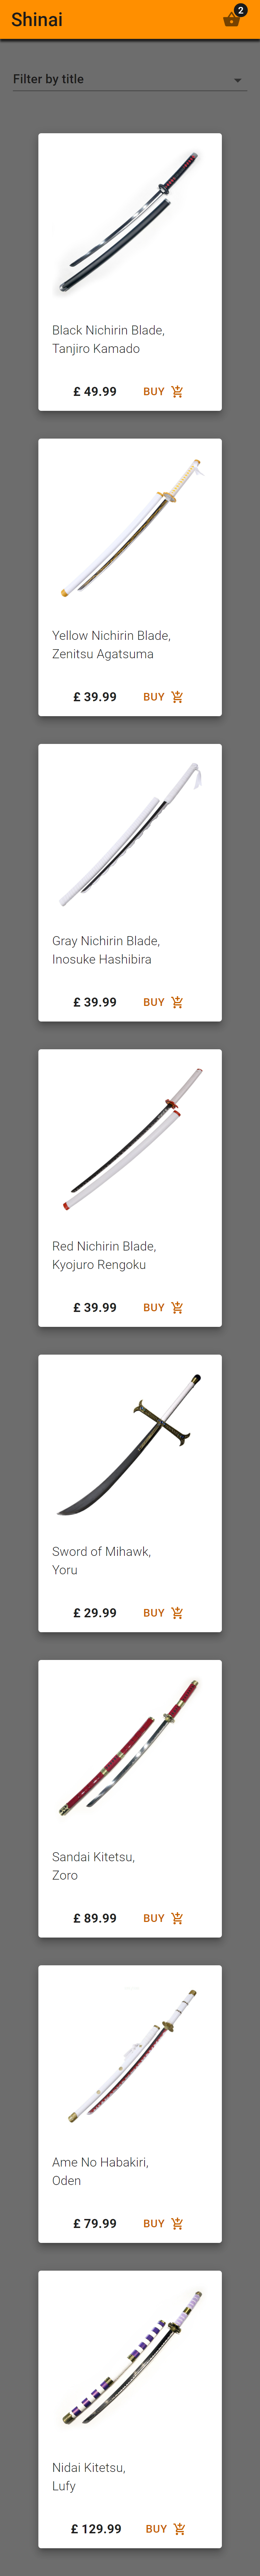 Shinai
2
Filter by title
Black Nichirin Blade,
Tanjiro Kamado
£ 49.99
BUY
Yellow Nichirin Blade,
Zenitsu Agatsuma
£ 39.99
BUY
Gray Nichirin Blade,
Inosuke Hashibira
£ 39.99
BUY
Red Nichirin Blade,
Kyojuro Rengoku
£ 39.99
BUY
Sword of Mihawk,
Yoru
£ 29.99
BUY
Sandai Kitetsu,
Zoro
£ 89.99
BUY
Ame No Habakiri,
Oden
£ 79.99
BUY
Nidai Kitetsu,
Lufy
£ 129.99
BUY